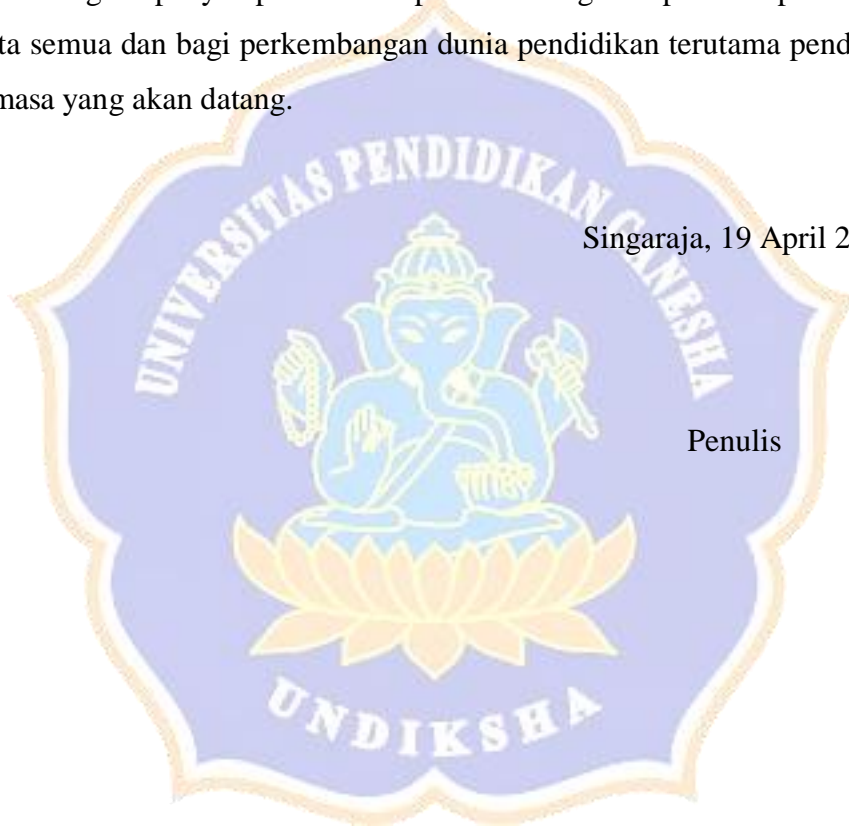 ta semua dan bagi perkembangan dunia pendidikan terutama pend
masa yang akan datang.
UNIVERSITAS PENDIDIKAN GANESHA
Singaraja, 19 April 2
Penulis
UNDIKSHA